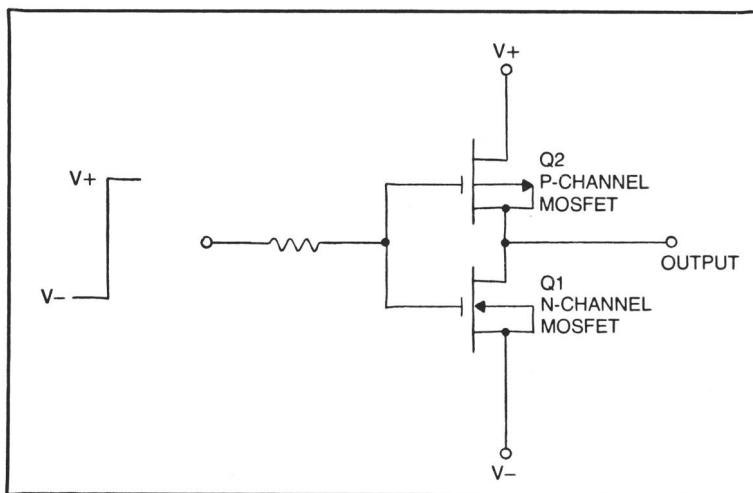 V+
Q2
P-CHANNEL
MOSFET
V+
V–
OUTPUT
Q1
N-CHANNEL
MOSFET
V–